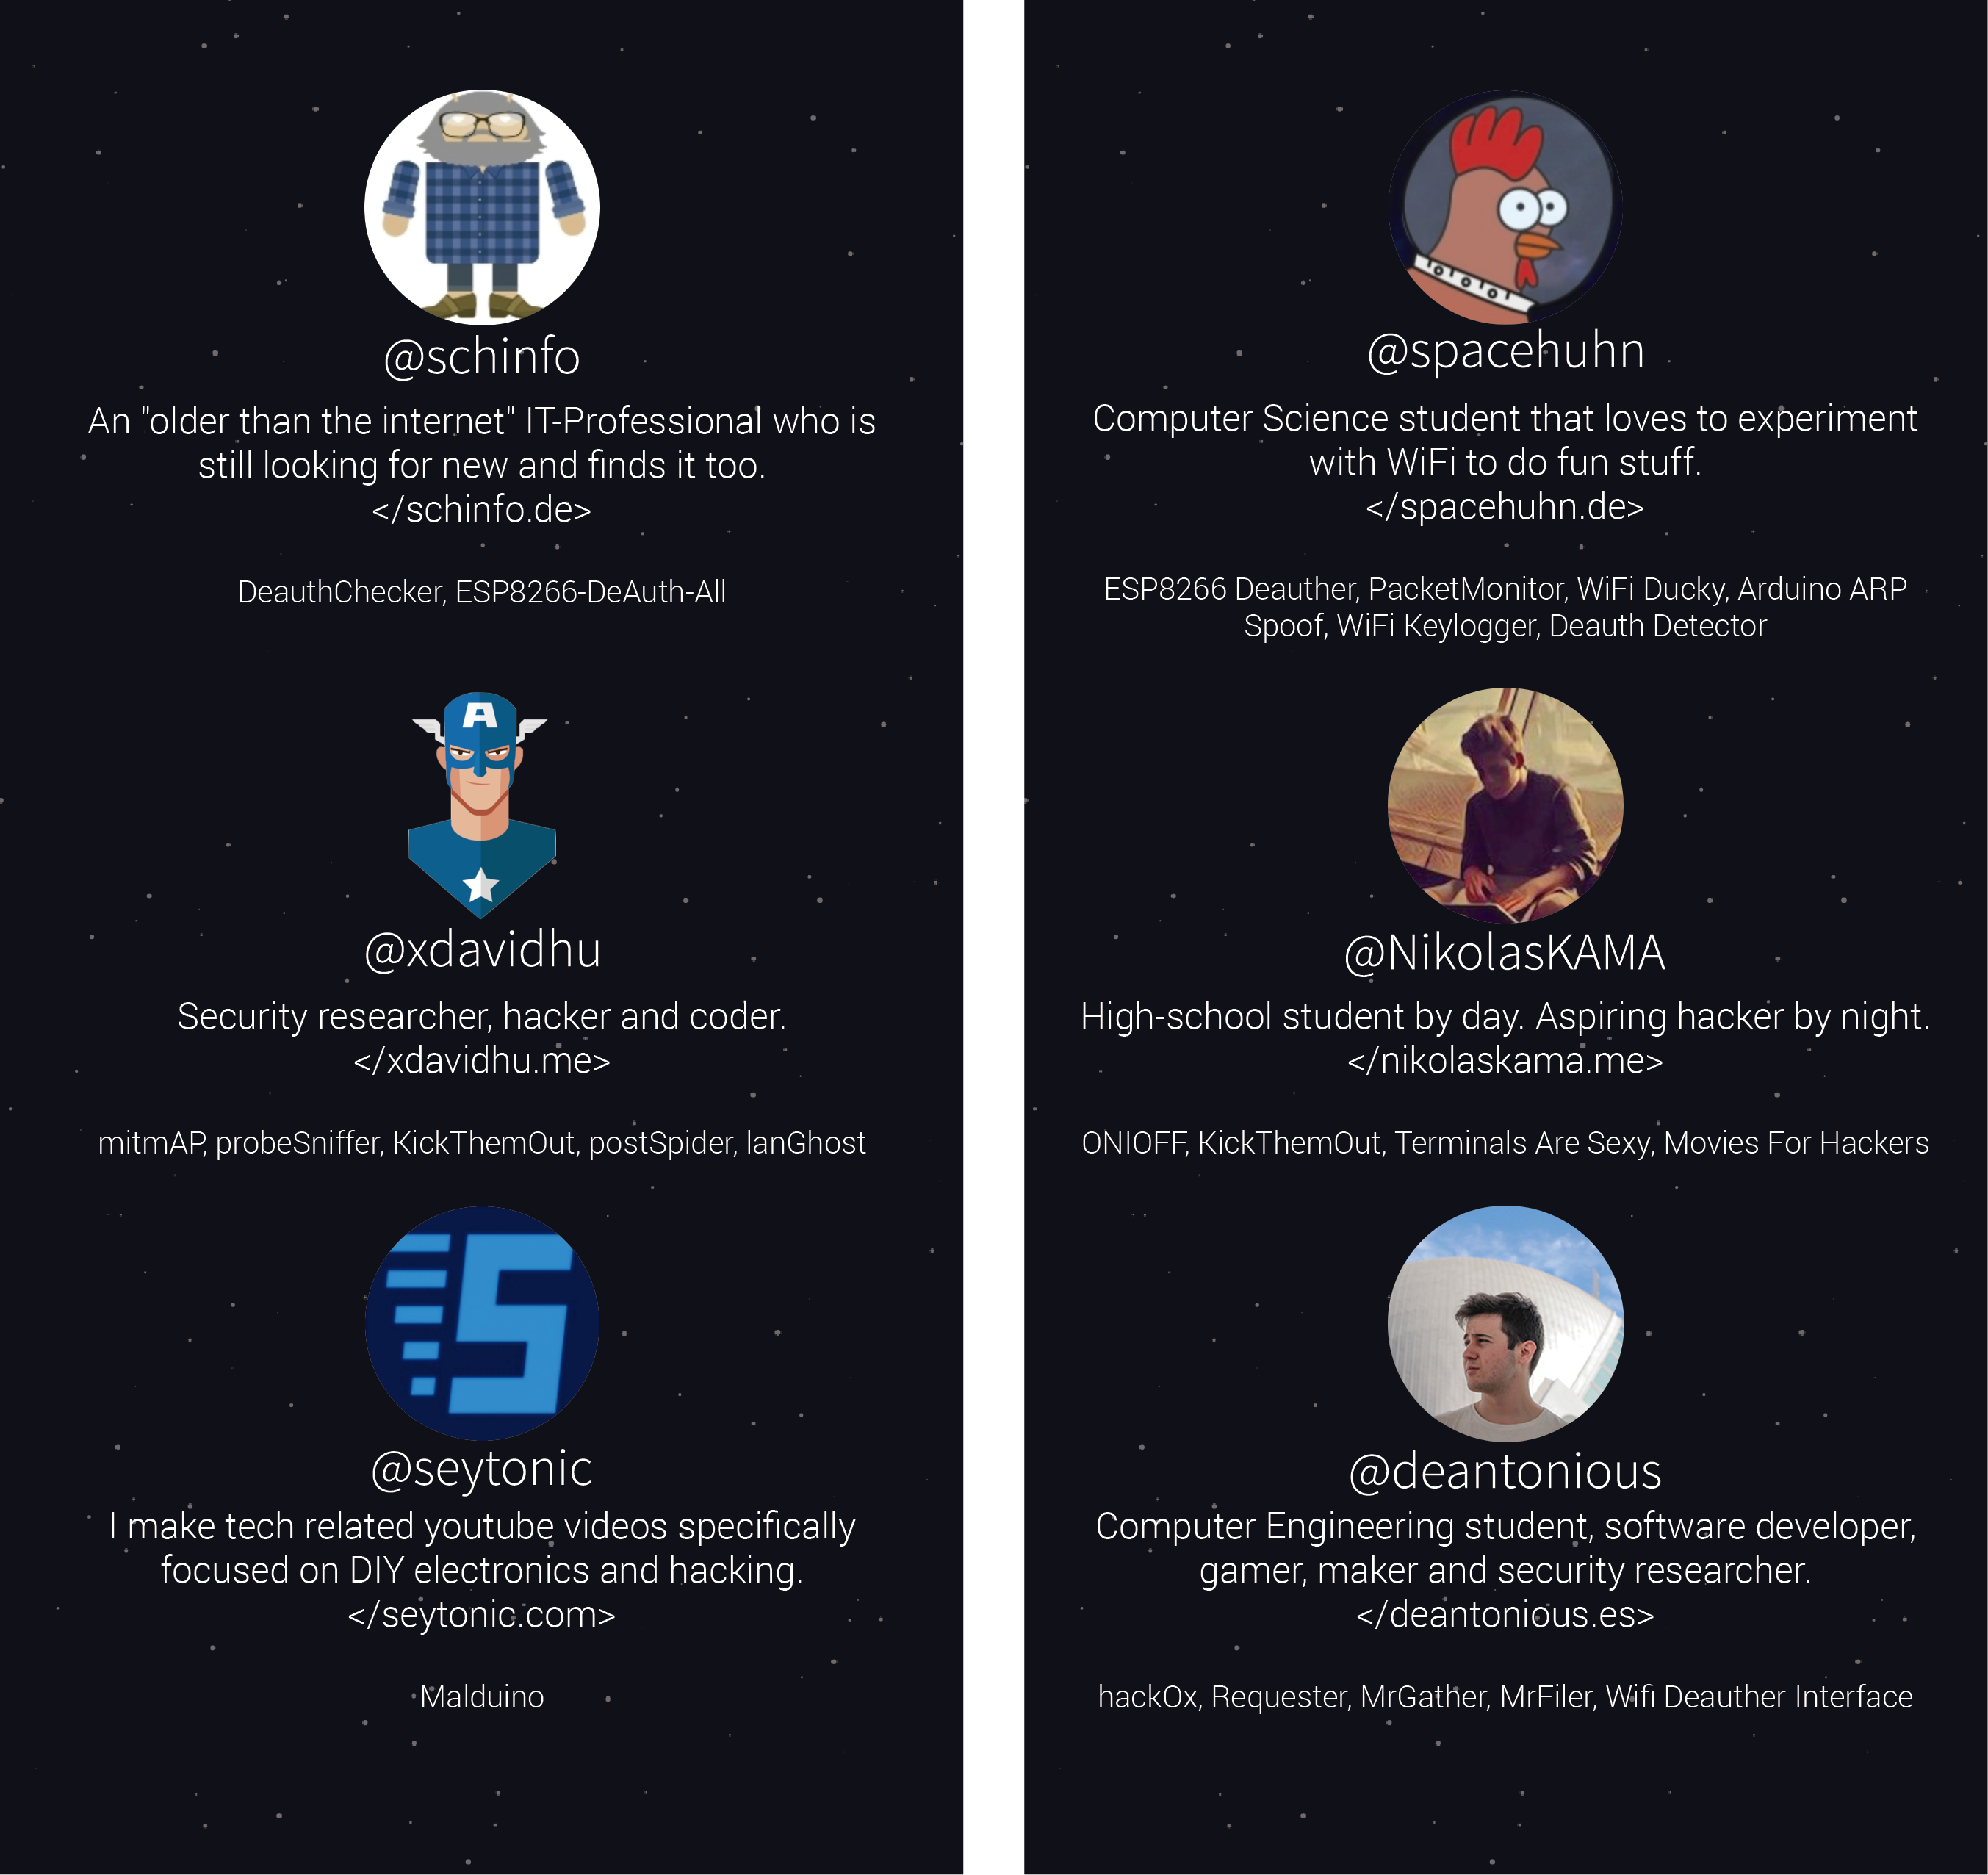 @schinfo
An "older than the internet" IT-Professional who is
still looking for new and finds it too.
</schinfo.de>
DeauthChecker, ESP8266-DeAuth-All
A
@xdavidhu
Security researcher, hacker and coder.
</xdavidhu.me>
mitmAP, probeSniffer, KickThemOut, postSpider, lanGhost
S
@seytonic
I make tech related youtube videos specifically
focused on DIY electronics and hacking.
</seytonic.com>
Malduino
@spacehuhn
Computer Science student that loves to experiment
with WiFi to do fun stuff.
</spacehuhn.de>
ESP8266 Deauther, PacketMonitor, WiFi Ducky, Arduino ARP
Spoof, WiFi Keylogger, Deauth Detector
@NikolasKAMA
High-school student by day. Aspiring hacker by night.
</nikolaskama.me>
ONIOFF, KickThemOut, Terminals Are Sexy, Movies For Hackers
@deantonious
Computer Engineering student, software developer,
gamer, maker and security researcher.
</deantonious.es>
hackOx, Requester, MrGather, MrFiler, Wifi Deauther Interface